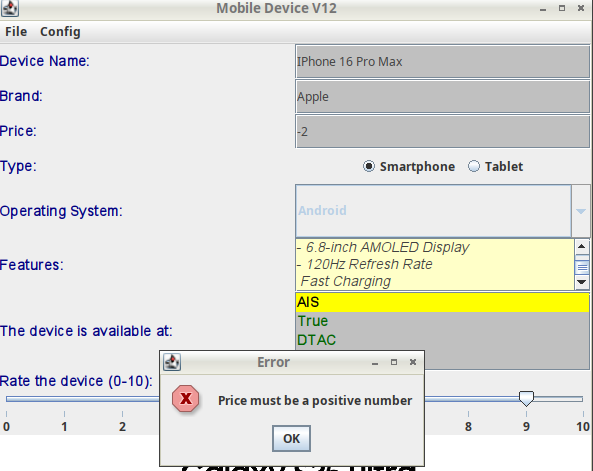 Mobile Device V12
File Config
Device Name: IPhone 16 Pro Max
Brand: Apple
Price: -2
Type: Smartphone Tablet
Operating System: Android
Features: - 6.8-inch AMOLED Display
- 120Hz Refresh Rate
Fast Charging
The device is available at: AIS
True
DTAC
Rate the device (0-10):
Error
Price must be a positive number
OK
0 1 2 8 9 10